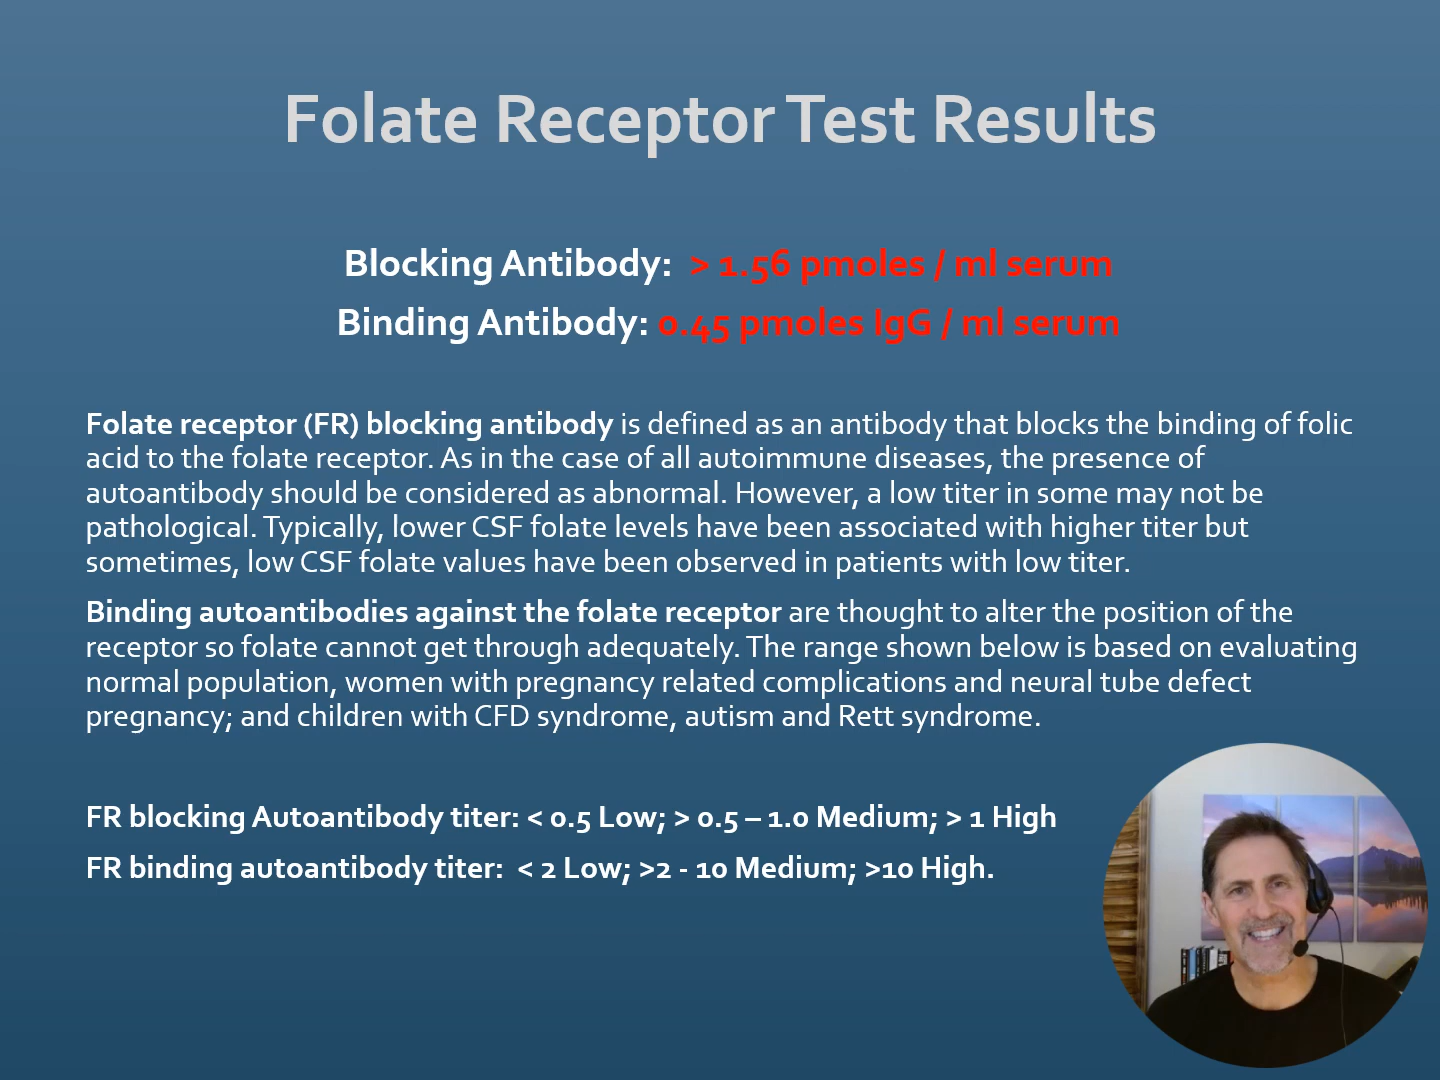 Folate Receptor Test Results
Blocking Antibody: > 1.56 pmoles / ml serum
Binding Antibody: 0.45 pmoles IgG / ml serum
Folate receptor (FR) blocking antibody is defined as an antibody that blocks the binding of folic
acid to the folate receptor. As in the case of all autoimmune diseases, the presence of
autoantibody should be considered as abnormal. However, a low titer in some may not be
pathological. Typically, lower CSF folate levels have been associated with higher titer but
sometimes, low CSF folate values have been observed in patients with low titer.
Binding autoantibodies against the folate receptor are thought to alter the position of the
receptor so folate cannot get through adequately. The range shown below is based on evaluating
normal population, women with pregnancy related complications and neural tube defect
pregnancy; and children with CFD syndrome, autism and Rett syndrome.
FR blocking Autoantibody titer: < 0.5 Low; > 0.5 – 1.0 Medium; > 1 High
FR binding autoantibody titer: < 2 Low; >2 - 10 Medium; >10 High.